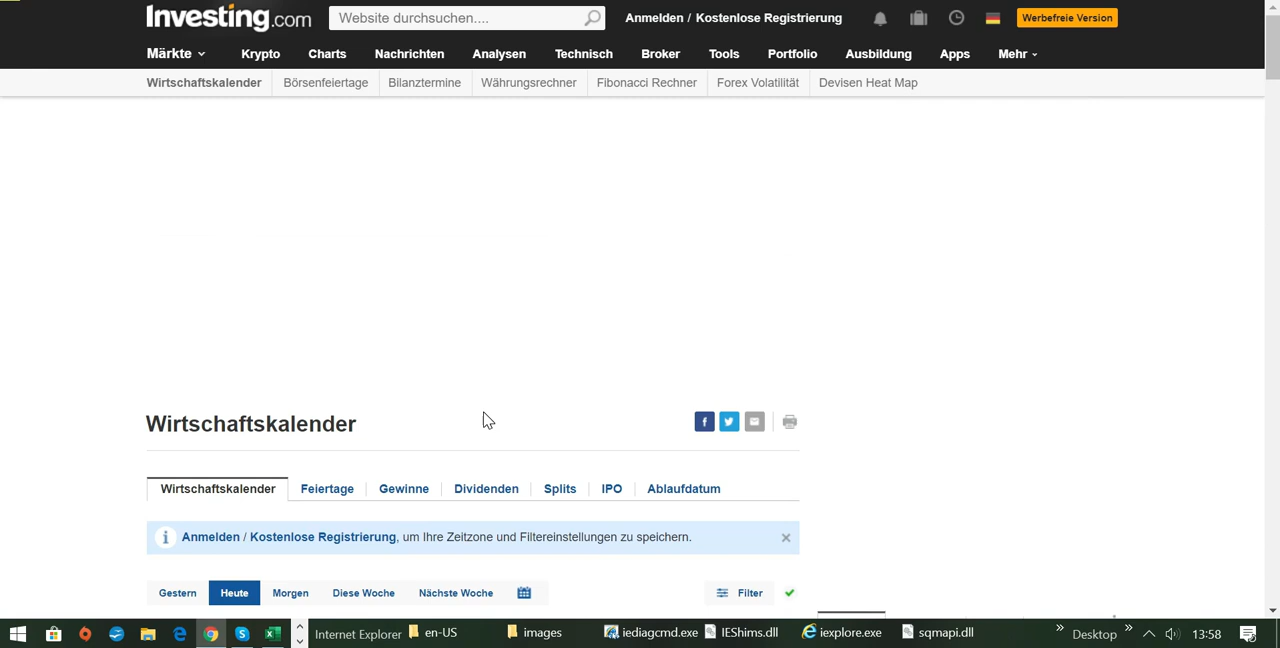 Investing.com
Website durchsuchen....
Anmelden / Kostenlose Registrierung
Werbefreie Version
Märkte Krypto Charts Nachrichten Analysen Technisch Broker Tools Portfolio Ausbildung Apps Mehr
Wirtschaftskalender Börsenfeiertage Bilanztermine Währungsrechner Fibonacci Rechner Forex Volatilität Devisen Heat Map
Wirtschaftskalender
Wirtschaftskalender Feiertage Gewinne Dividenden Splits IPO Ablaufdatum
Anmelden / Kostenlose Registrierung, um Ihre Zeitzone und Filtereinstellungen zu speichern.
Gestern Heute Morgen Diese Woche Nächste Woche Filter
Internet Explorer en-US images iediagcmd.exe IEShims.dll iexplore.exe sqmapi.dll » Desktop » 13:58